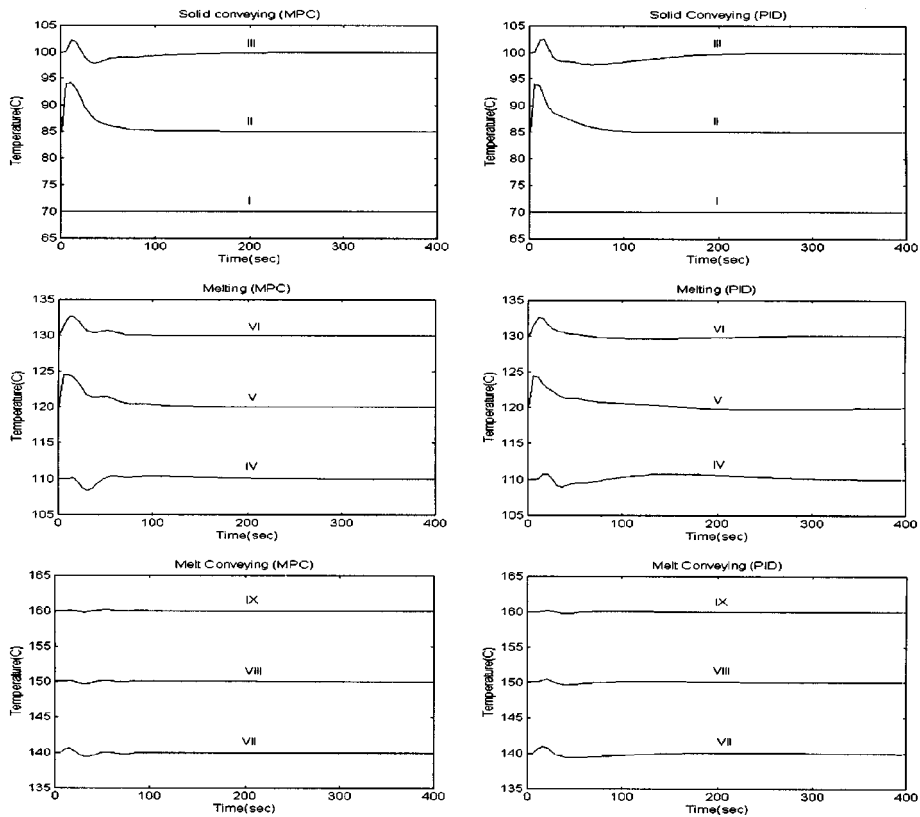 Solid conveying (MPC)
105
100
95
90
85
80
75
70
65
Temperature(C)
III
II
I
0
100
200
300
400
Time(sec)
Solid Conveying (PID)
105
100
95
90
85
80
75
70
65
Temperature(C)
III
II
I
0
100
200
300
400
Time(sec)
Melting (MPC)
135
130
125
120
115
110
105
Temperature(C)
VI
V
IV
0
100
200
300
400
Time(sec)
Melting (PID)
135
130
125
120
115
110
105
Temperature(C)
VI
V
IV
0
100
200
300
400
Time(sec)
Melt Conveying (MPC)
165
160
155
150
145
140
135
Temperature(C)
IX
VIII
VII
0
100
200
300
400
Time(sec)
Melt Conveying (PID)
165
160
155
150
145
140
135
Temperature(C)
IX
VIII
VII
0
100
200
300
400
Time(sec)